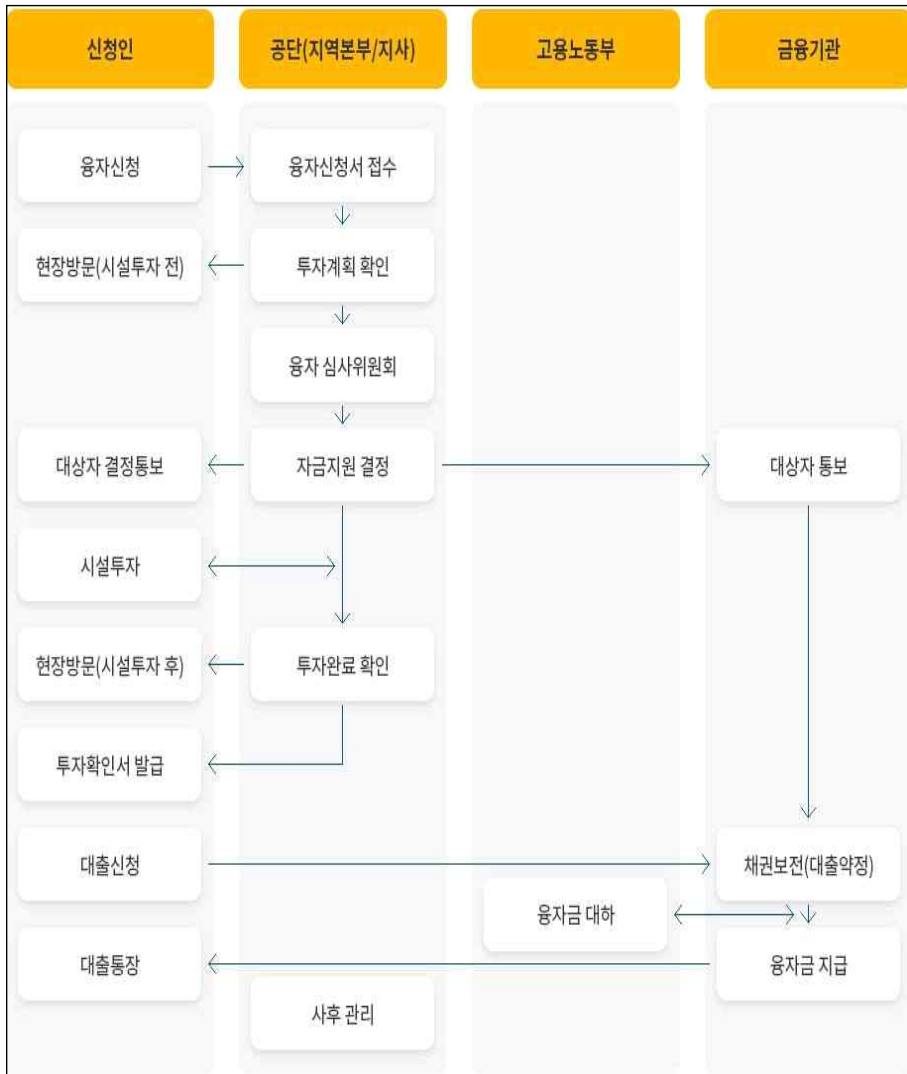 신청인
공단(지역본부/지사)
고용노동부
금융기관
융자신청
융자신청서 접수
현장방문(시설투자 전)
투자계획 확인
융자 심사위원회
대상자 결정통보
자금지원 결정
대상자 통보
시설투자
현장방문(시설투자 후)
투자완료 확인
투자확인서 발급
대출신청
채권보전(대출약정)
융자금 대하
대출통장
융자금 지급
사후 관리